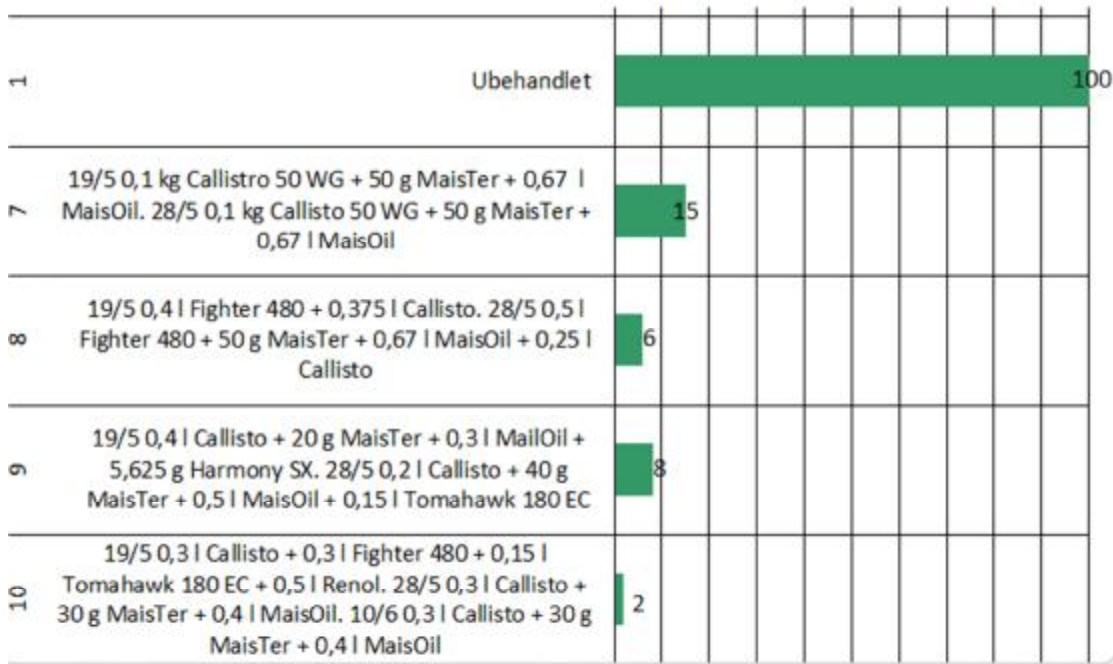 1
Ubehandlet
100
7
19/5 0,1 kg Callistro 50 WG + 50 g MaisTer + 0,67 l
MaisOil. 28/5 0,1 kg Callisto 50 WG + 50 g MaisTer +
0,67 l MaisOil
15
8
19/5 0,4 l Fighter 480 + 0,375 l Callisto. 28/5 0,5 l
Fighter 480 + 50 g MaisTer + 0,67 l MaisOil + 0,25 l
Callisto
6
9
19/5 0,4 l Callisto + 20 g MaisTer + 0,3 l MailOil +
5,625 g Harmony SX. 28/5 0,2 l Callisto + 40 g
MaisTer + 0,5 l MaisOil + 0,15 l Tomahawk 180 EC
8
10
19/5 0,3 l Callisto + 0,3 l Fighter 480 + 0,15 l
Tomahawk 180 EC + 0,5 l Renol. 28/5 0,3 l Callisto +
30 g MaisTer + 0,4 l MaisOil. 10/6 0,3 l Callisto + 30 g
MaisTer + 0,4 l MaisOil
2